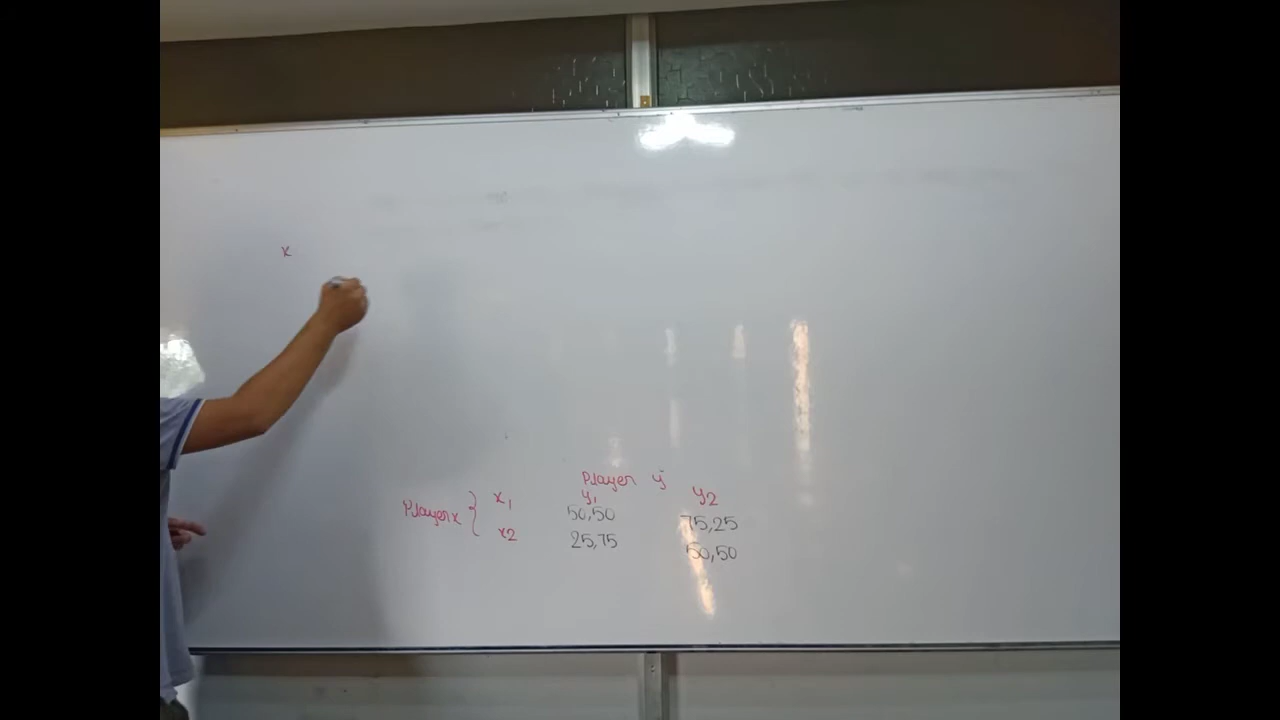 x
Player y
Player x { x1 y1 y2
50,50 75,25
x2 25,75 50,50